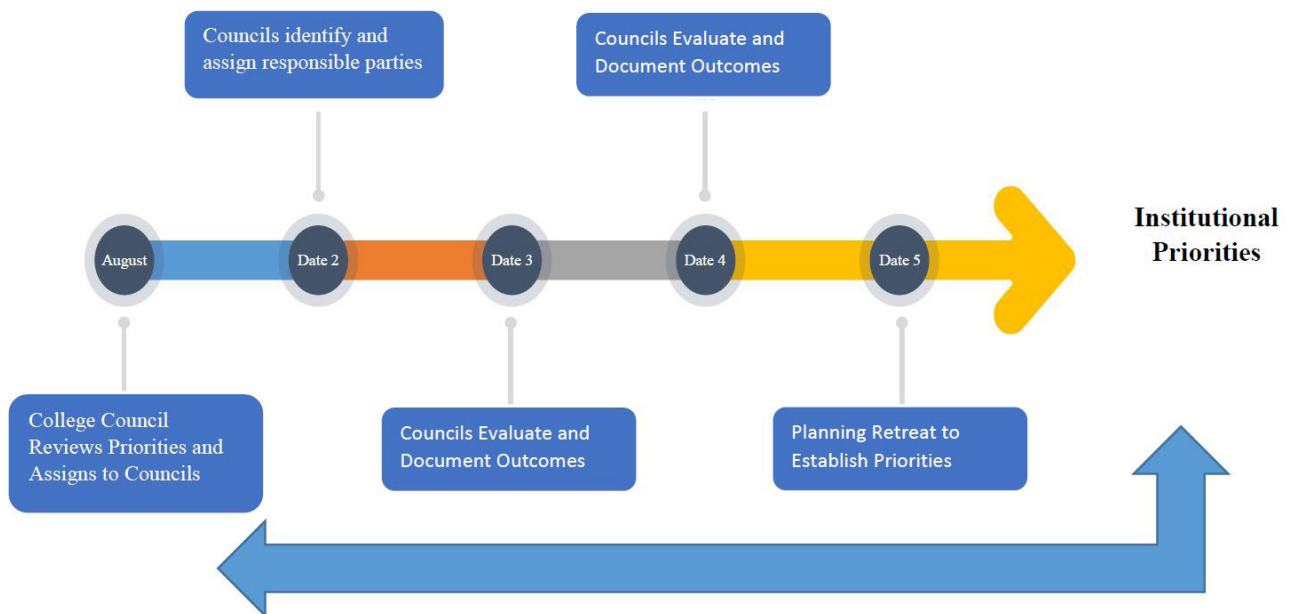 Councils identify and
assign responsible parties
Councils Evaluate and
Document Outcomes
August
Date 2
Date 3
Date 4
Date 5
Institutional
Priorities
College Council
Reviews Priorities and
Assigns to Councils
Councils Evaluate and
Document Outcomes
Planning Retreat to
Establish Priorities